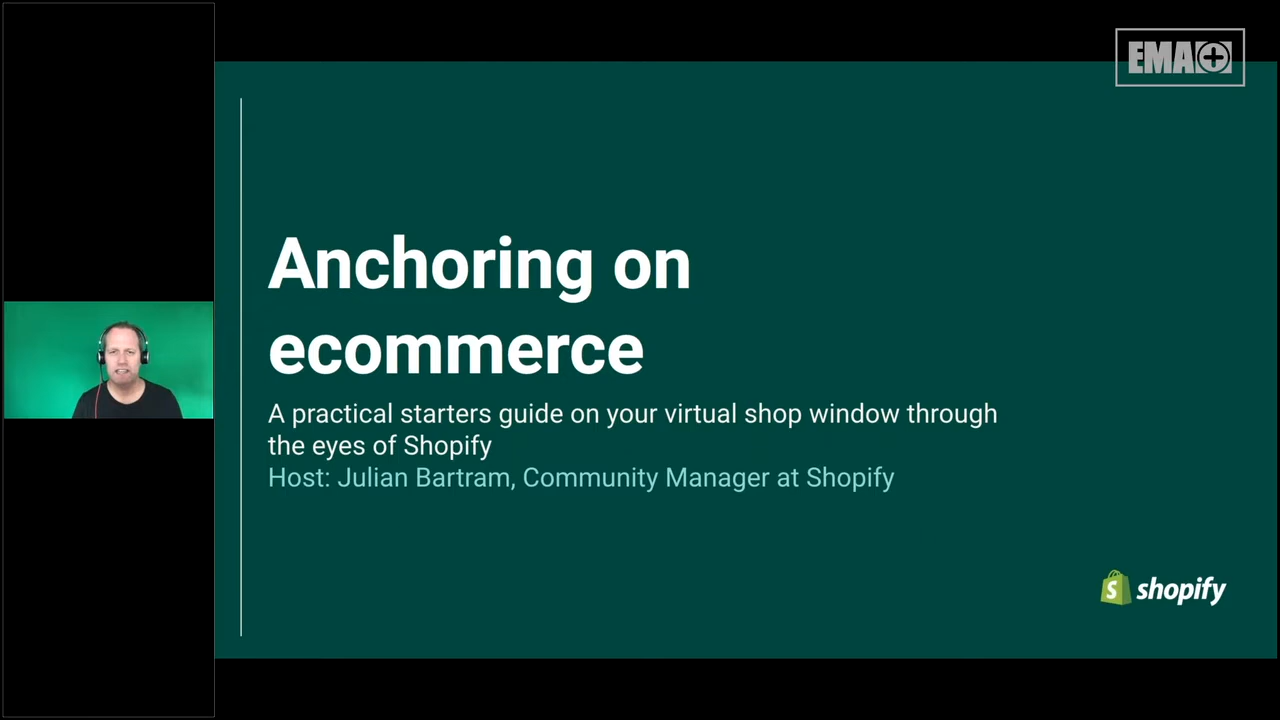 EMA+
Anchoring on
ecommerce
A practical starters guide on your virtual shop window through
the eyes of Shopify
Host: Julian Bartram, Community Manager at Shopify
shopify